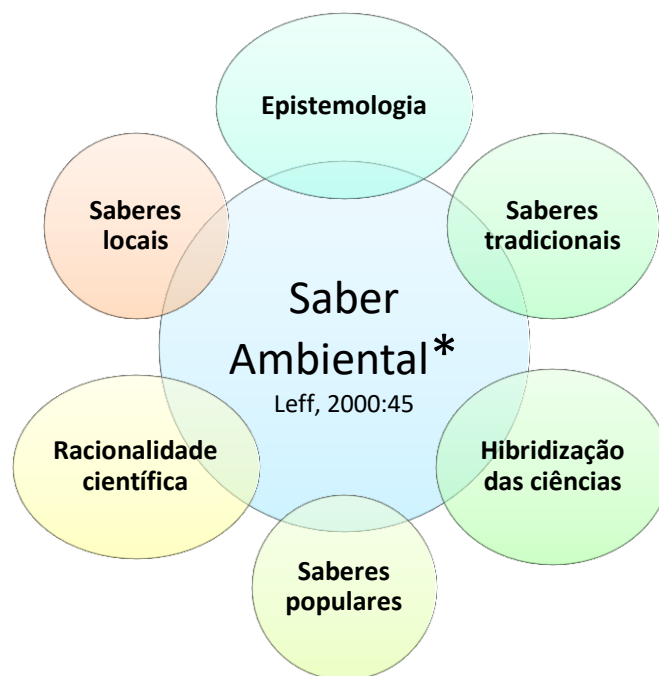 Epistemologia
Saberes
locais
Saberes
tradicionais
Saber
Ambiental*
Leff, 2000:45
Racionalidade
científica
Hibridização
das ciências
Saberes
populares